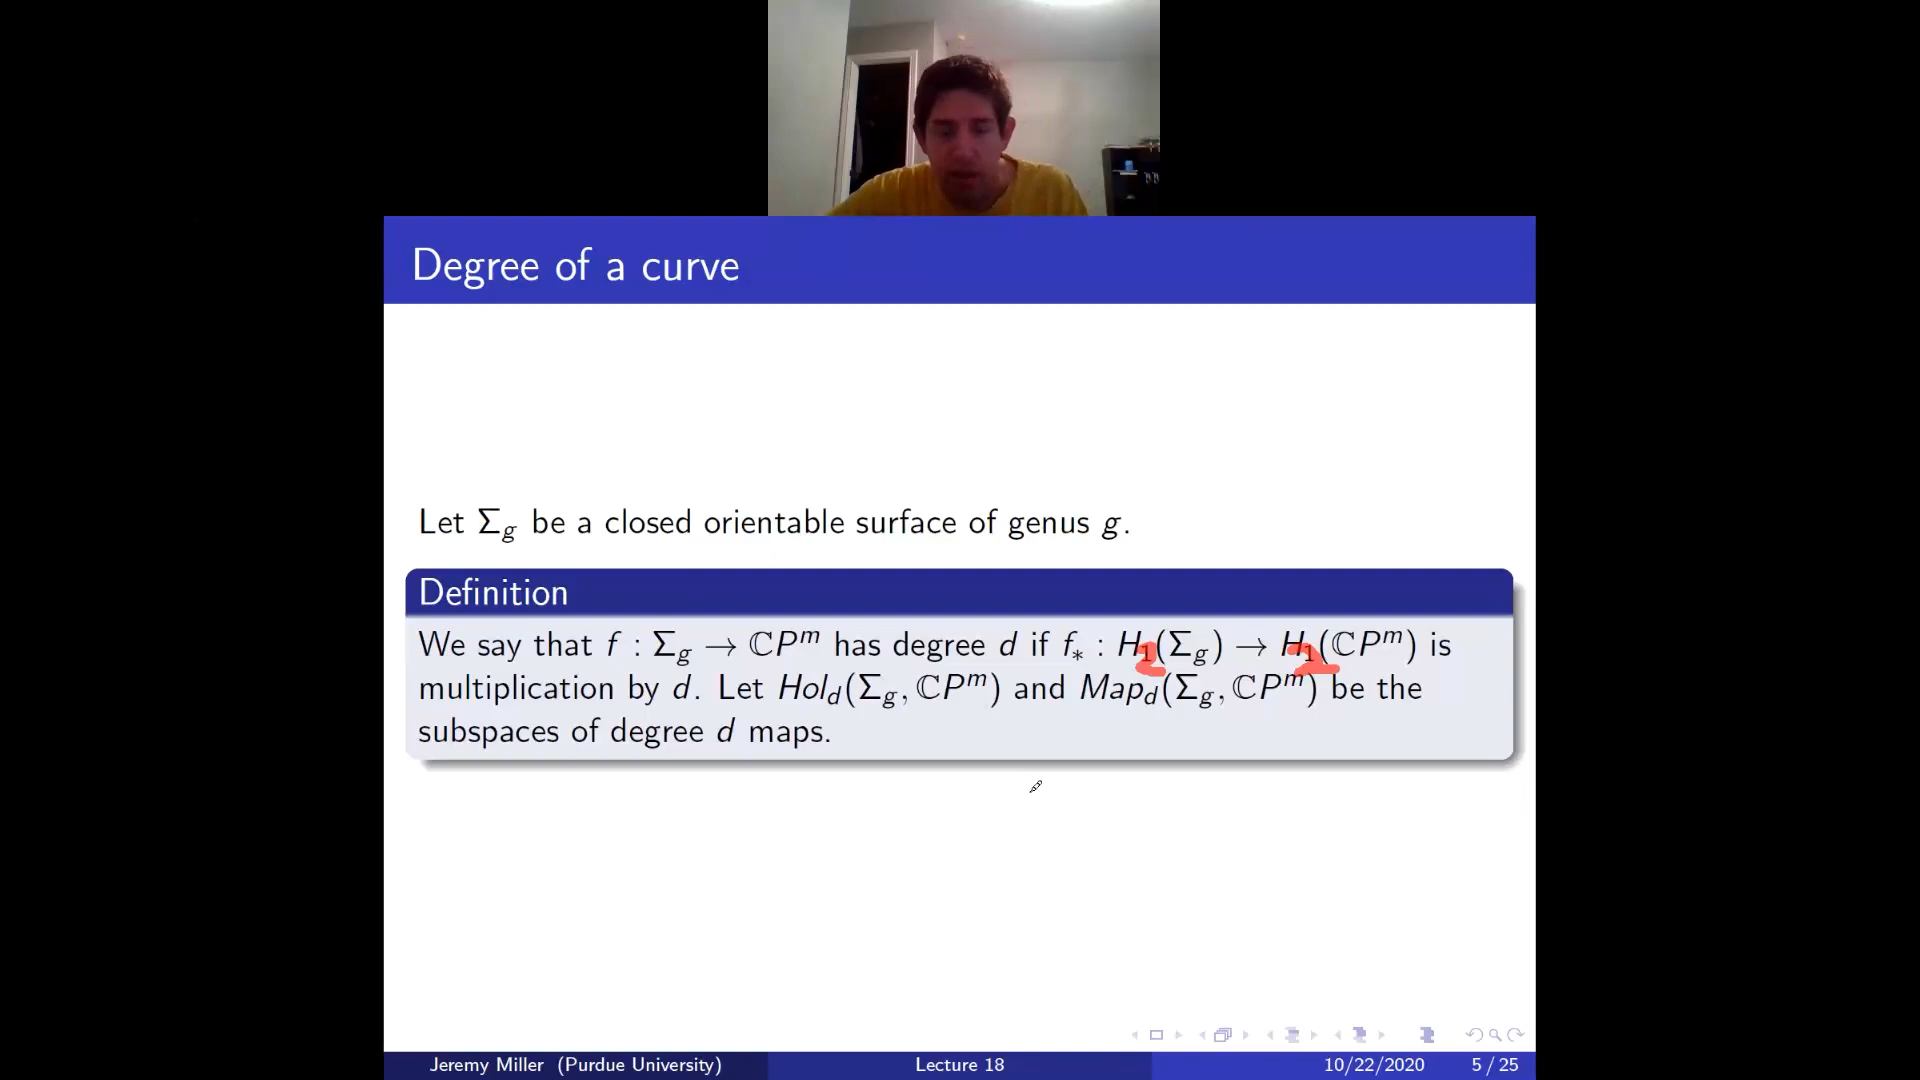 Degree of a curve
Let Σ_g be a closed orientable surface of genus g.
Definition
We say that f : Σ_g → ℂP^m has degree d if f_* : H_2(Σ_g) → H_2(ℂP^m) is
multiplication by d. Let Hol_d(Σ_g, ℂP^m) and Map_d(Σ_g, ℂP^m) be the
subspaces of degree d maps.
Jeremy Miller (Purdue University) Lecture 18 10/22/2020 5 / 25